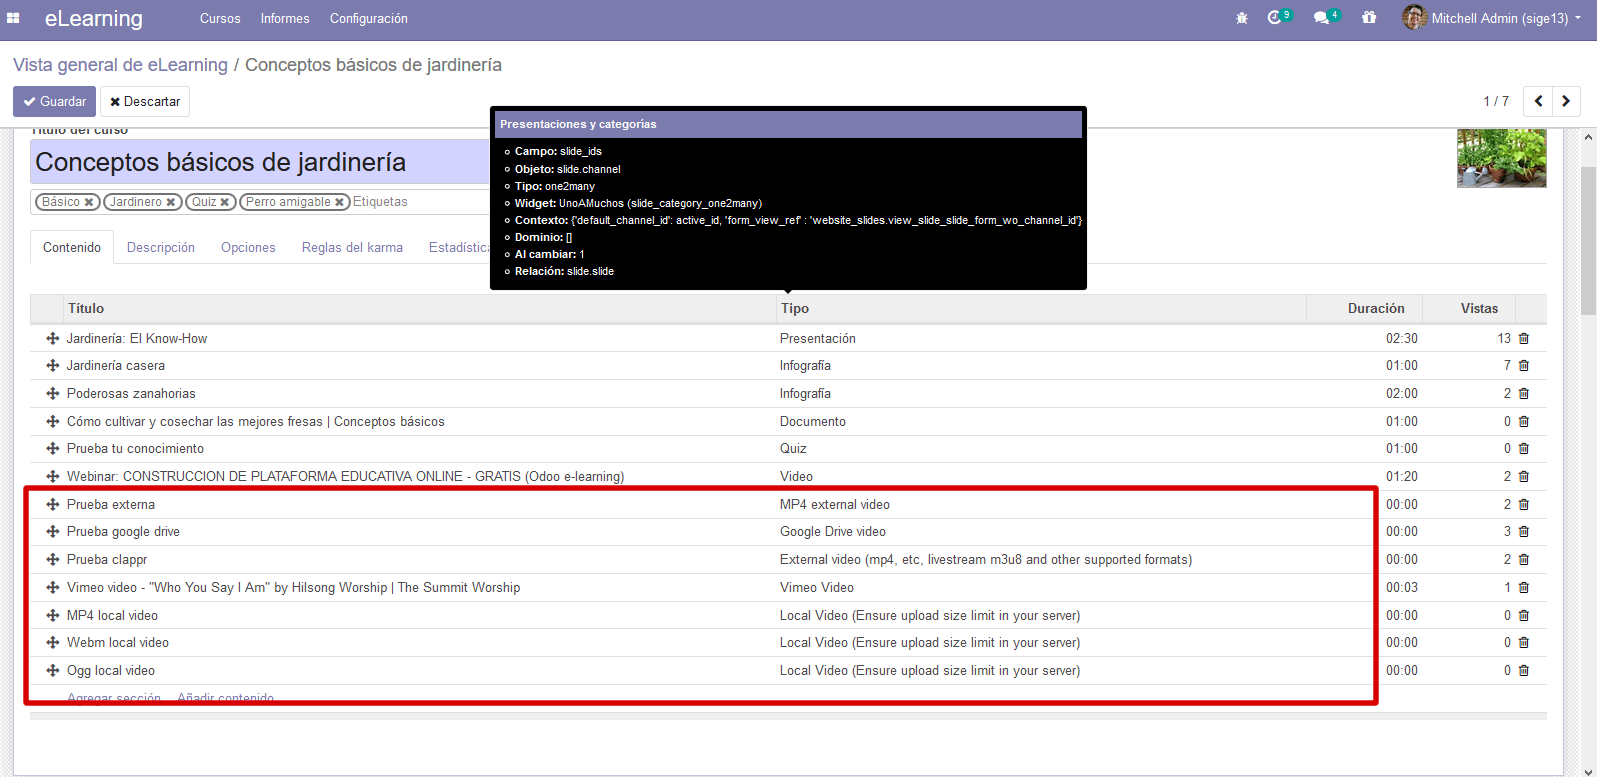 eLearning Cursos Informes Configuración 9 4 Mitchell Admin (sige13)
Vista general de eLearning / Conceptos básicos de jardinería
Guardar Descartar 1 / 7
Título del curso
Conceptos básicos de jardinería
Básico Jardinero Quiz Perro amigable Etiquetas
Contenido Descripción Opciones Reglas del karma Estadística
Presentaciones y categorías
Campo: slide_ids
Objeto: slide.channel
Tipo: one2many
Widget: UnoAMuchos (slide_category_one2many)
Contexto: {'default_channel_id': active_id, 'form_view_ref' : 'website_slides.view_slide_slide_form_wo_channel_id'}
Dominio: []
Al cambiar: 1
Relación: slide.slide
Título Tipo Duración Vistas
Jardinería: El Know-How Presentación 02:30 13
Jardinería casera Infografía 01:00 7
Poderosas zanahorias Infografía 02:00 2
Cómo cultivar y cosechar las mejores fresas | Conceptos básicos Documento 01:00 0
Prueba tu conocimiento Quiz 01:00 0
Webinar: CONSTRUCCION DE PLATAFORMA EDUCATIVA ONLINE - GRATIS (Odoo e-learning) Video 01:20 2
Prueba externa MP4 external video 00:00 2
Prueba google drive Google Drive video 00:00 3
Prueba clappr External video (mp4, etc, livestream m3u8 and other supported formats) 00:00 2
Vimeo video - "Who You Say I Am" by Hilsong Worship | The Summit Worship Vimeo Video 00:03 1
MP4 local video Local Video (Ensure upload size limit in your server) 00:00 0
Webm local video Local Video (Ensure upload size limit in your server) 00:00 0
Ogg local video Local Video (Ensure upload size limit in your server) 00:00 0
Agregar sección Añadir contenido